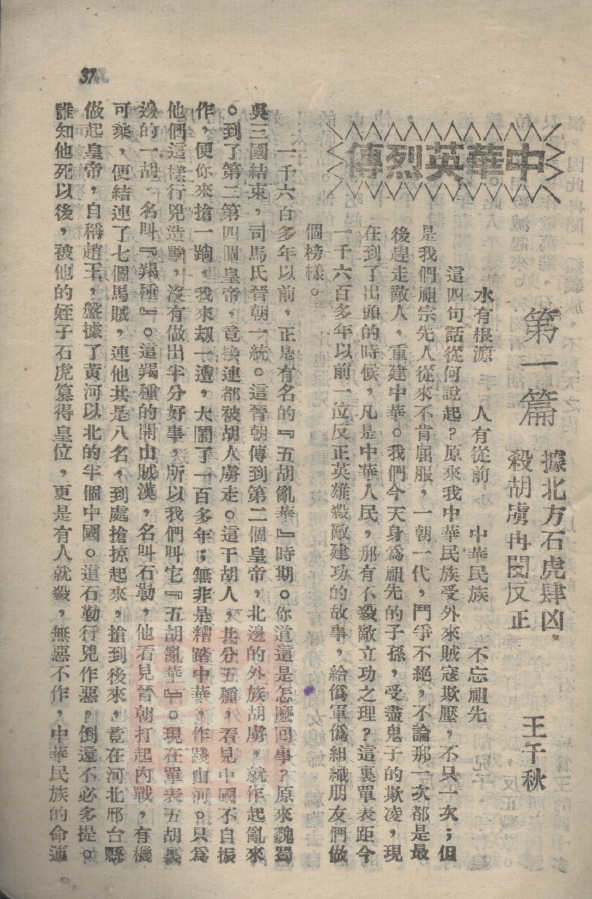 37
中華英烈傳
第一篇
據北方石虎肆凶，
殺胡虜冉閔反正
王千秋
水有根源　人有從前　中華民族　不忘祖先
這四句話從何說起？原來我中華民族受外來賊寇欺壓，不只一次；但
是我們祖宗先人從來不肯屈服，一朝一代，鬥爭不絕，不論那一次都是最
後趕走敵人，重建中華。我們今天身爲祖先的子孫，受盡鬼子的欺凌，現
在到了出頭的時候，凡是中華人民，那有不殺敵立功之理？這裏單表距今
一千六百多年以前一位反正英雄殺敵建功的故事，給僞軍僞組織朋友們做
個榜樣。
一千六百多年以前，正是有名的『五胡亂華』時期。你道這是怎麼回事？原來魏蜀
吳三國結束，司馬氏晉朝一統。這晉朝傳到第二個皇帝，北邊的外族胡虜，就作起亂來
。到了第三第四個皇帝，竟接連都被胡人虜走。這干胡人，共分五種，看見中國不自振
作，便你來搶一蹋，我來刼一遭，大鬧了一百多年；無非是糟踏中華，作踐山河。只爲
他們這樣行兇造孽，沒有做出半分好事，所以我們叫它『五胡亂華』。現在單表五胡裏
邊的一胡，名叫『羯種』。這羯種的開山賊漢，名叫石勒，他看見晉朝打起內戰，有機
可乘，便結連了七個馬賊，連他共是八名，到處搶掠起來，搶到後來，竟在河北邢台縣
做起皇帝，自稱趙王，盤據了黃河以北的半個中國。這石勒行兇作惡，倒還不必多提。
誰知他死以後，被他的姪子石虎篡得皇位，更是有人就殺，無惡不作，中華民族的命運